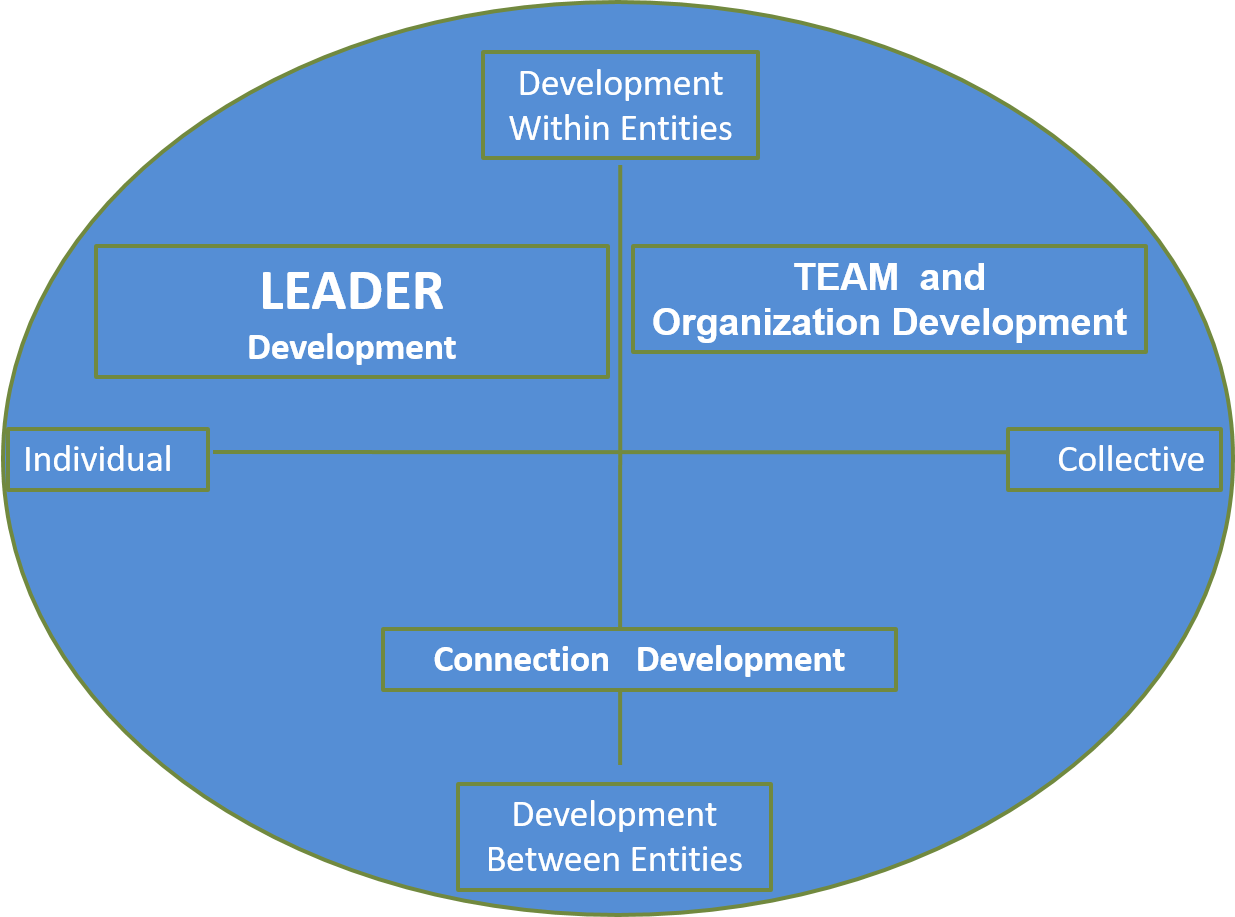 Development
Within Entities
LEADER
Development
TEAM and
Organization Development
Individual
Collective
Connection Development
Development
Between Entities